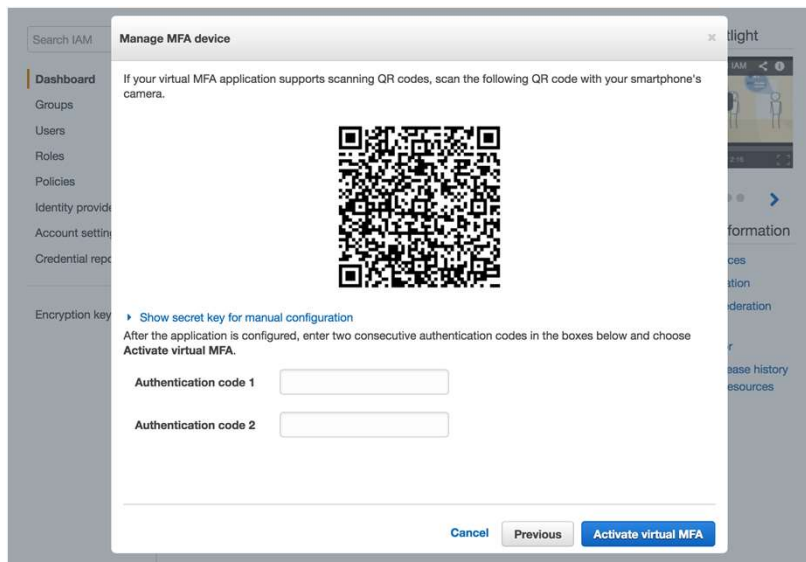 Search IAM
Dashboard
Groups
Users
Roles
Policies
Identity provide
Account setting
Credential repo
Encryption key
Manage MFA device
×
If your virtual MFA application supports scanning QR codes, scan the following QR code with your smartphone's
camera.
Show secret key for manual configuration
After the application is configured, enter two consecutive authentication codes in the boxes below and choose
Activate virtual MFA.
Authentication code 1
Authentication code 2
Cancel
Previous
Activate virtual MFA
tlight
IAM
2:16
formation
ces
ation
deration
r
ease history
esources